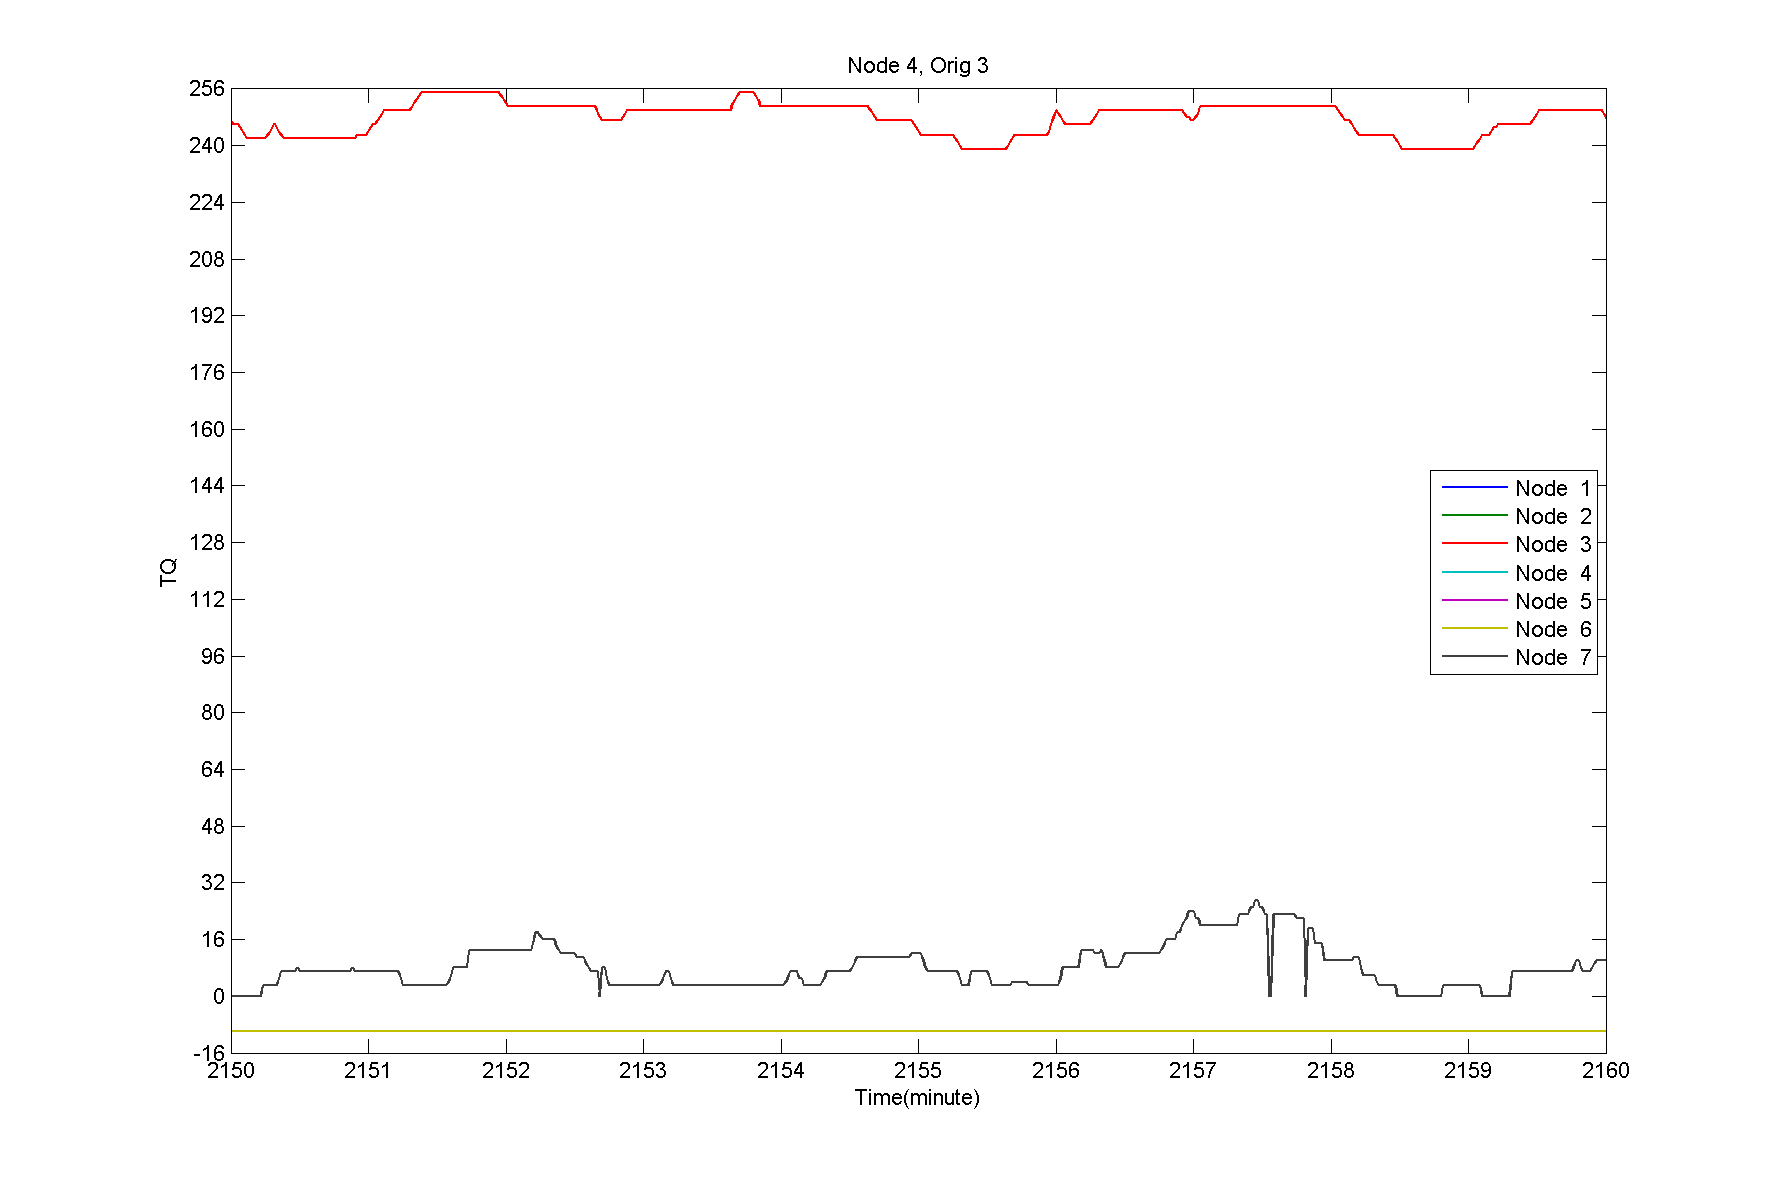 Node 4, Orig 3
256
240
224
208
192
176
160
144
128
112
96
80
64
48
32
16
0
-16
TQ
Node 1
Node 2
Node 3
Node 4
Node 5
Node 6
Node 7
2150 2151 2152 2153 2154 2155 2156 2157 2158 2159 2160
Time(minute)